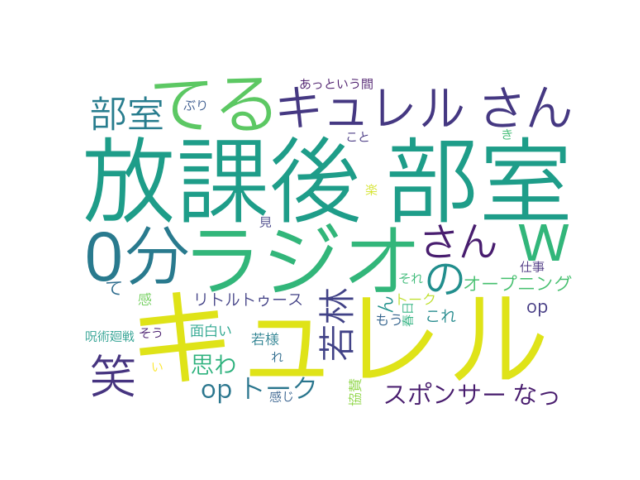 あっという間
部室 てる ぶり キュレル さん
こと き
放課後 部室
楽
見
0分 ラジオ さん w
の 仕事
それ オープニング
て 感 リトルトゥース 若林 ん トーク op
キュレル
もう 春日 これ
呪術廻戦 そう 面白い 若様
れ
笑 い 思わ
op トーク 感じ 協賛 スポンサー なっ